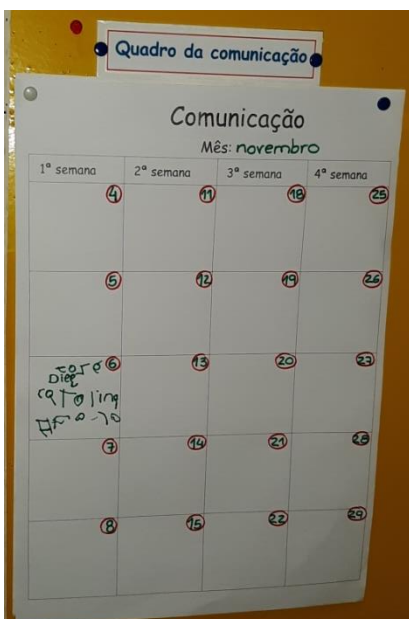 Quadro da comunicação
Comunicação
Mês: novembro
1ª semana 2ª semana 3ª semana 4ª semana
4 11 18 25
5 12 19 26
6 13 20 27
7 14 21 28
8 15 22 29